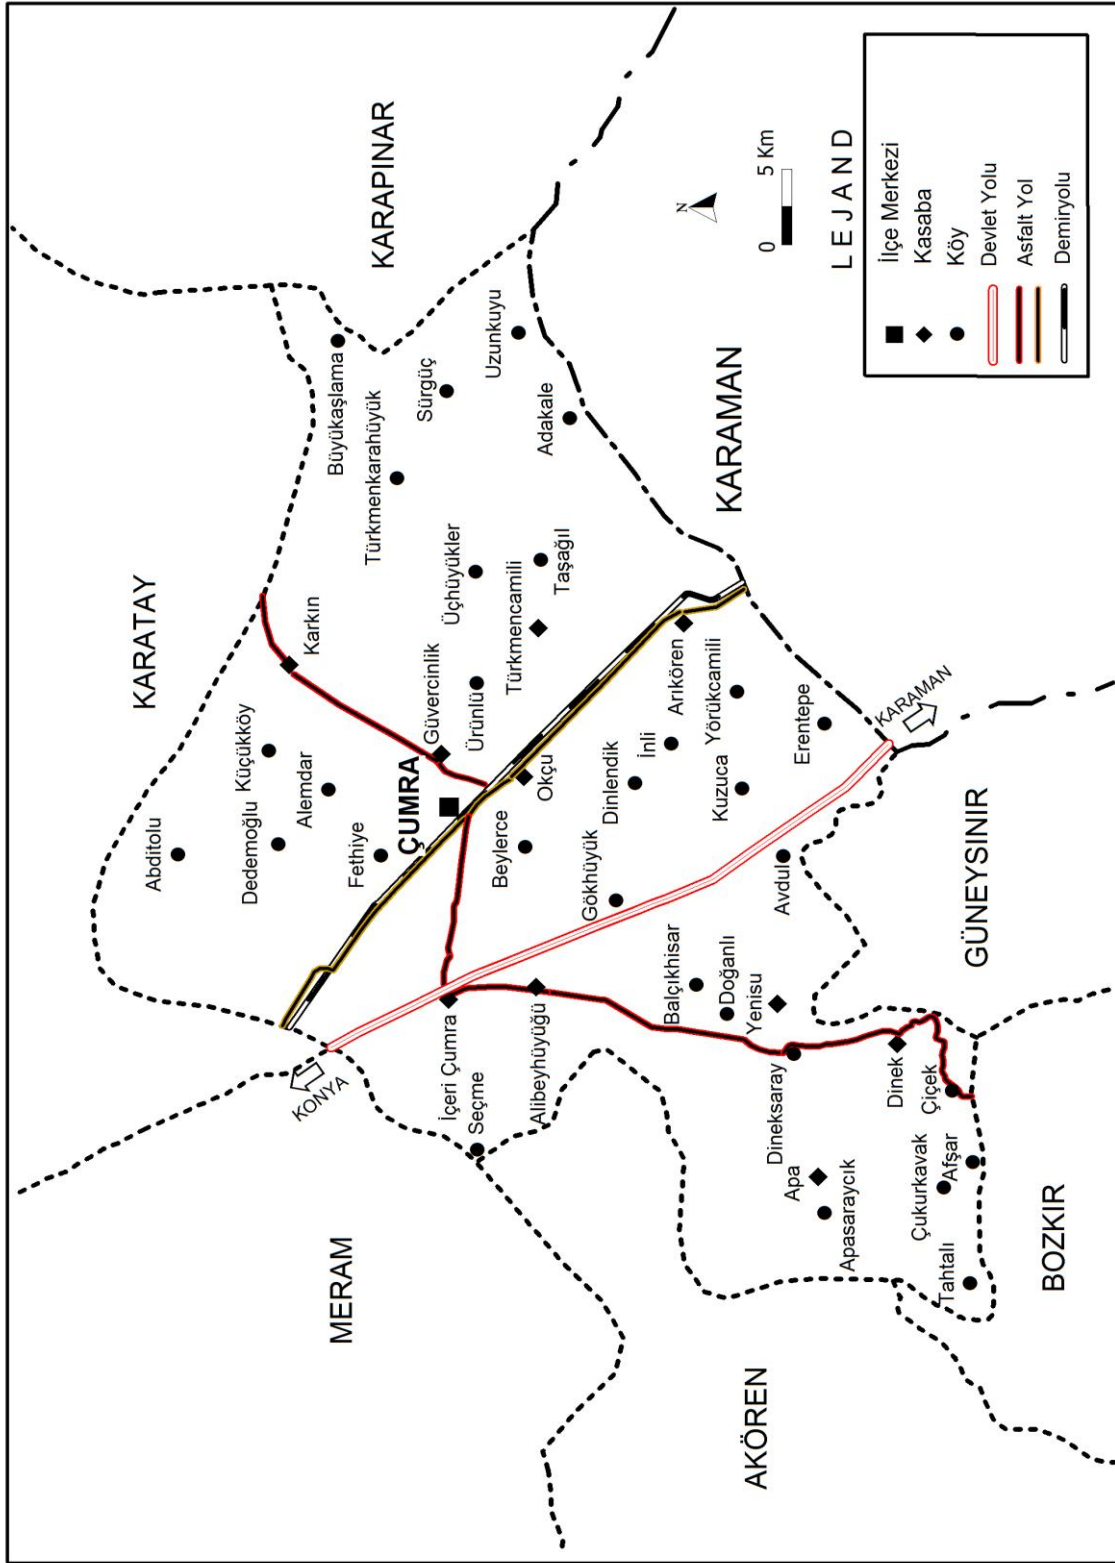 KARATAY
KARAPINAR
MERAM
AKÖREN
BOZKIR
GÜNEYSINIR
KARAMAN
KONYA
KARAMAN
Abditolu
Dedemoğlu
Küçükköy
Alemdar
Fethiye
ÇUMRA
Karkın
Güvercinlik
Ürünlü
Üçhüyükler
Türkmencamili
Taşağıl
Büyükaşlama
Türkmenkarahüyük
Sürgüç
Uzunkuyu
Adakale
Okçu
Beylerce
Dinlendik
İnli
Arıkören
Yörükcamili
Kuzuca
Erentepe
Gökhüyük
Avdul
İçeri Çumra
Seçme
Alibeyhüyüğü
Balçıkhisar
Doğanlı
Yenisu
Dineksaray
Apa
Apasaraycık
Dinek
Çiçek
Çukurkavak
Afşar
Tahtalı
N
0 5 Km
LEJAND
İlçe Merkezi
Kasaba
Köy
Devlet Yolu
Asfalt Yol
Demiryolu